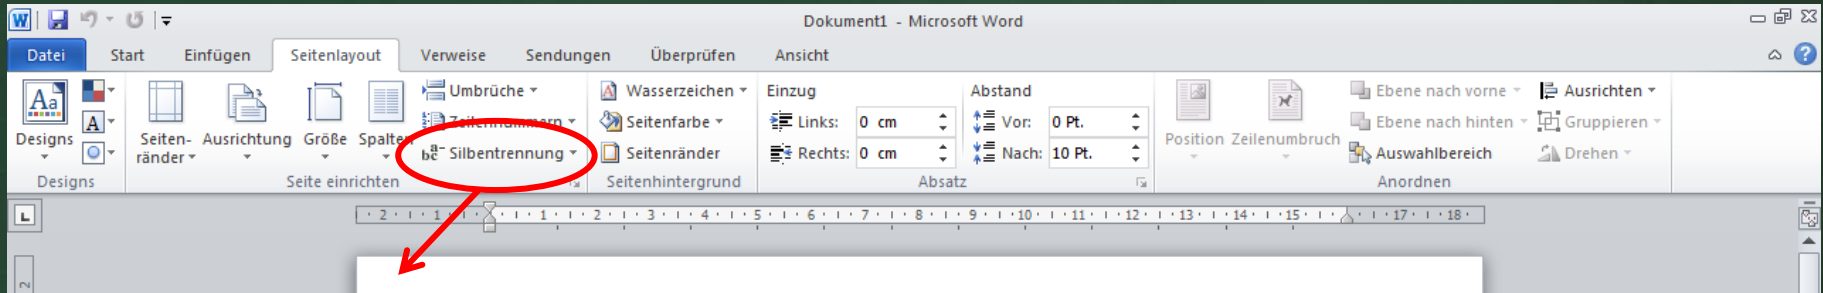 Dokument1 - Microsoft Word
Datei Start Einfügen Seitenlayout Verweise Sendungen Überprüfen Ansicht
Aa Umbrüche Wasserzeichen Einzug Abstand Ebene nach vorne Ausrichten
A Zeilennummern Seitenfarbe Links: 0 cm Vor: 0 Pt. Ebene nach hinten Gruppieren
Designs Seiten- Ausrichtung Größe Spalten Position Zeilenumbruch
ränder Silbentrennung Seitenränder Rechts: 0 cm Nach: 10 Pt. Auswahlbereich Drehen
Designs Seite einrichten Seitenhintergrund Absatz Anordnen
L 2 1 1 2 3 4 5 6 7 8 9 10 11 12 13 14 15 17 18
2